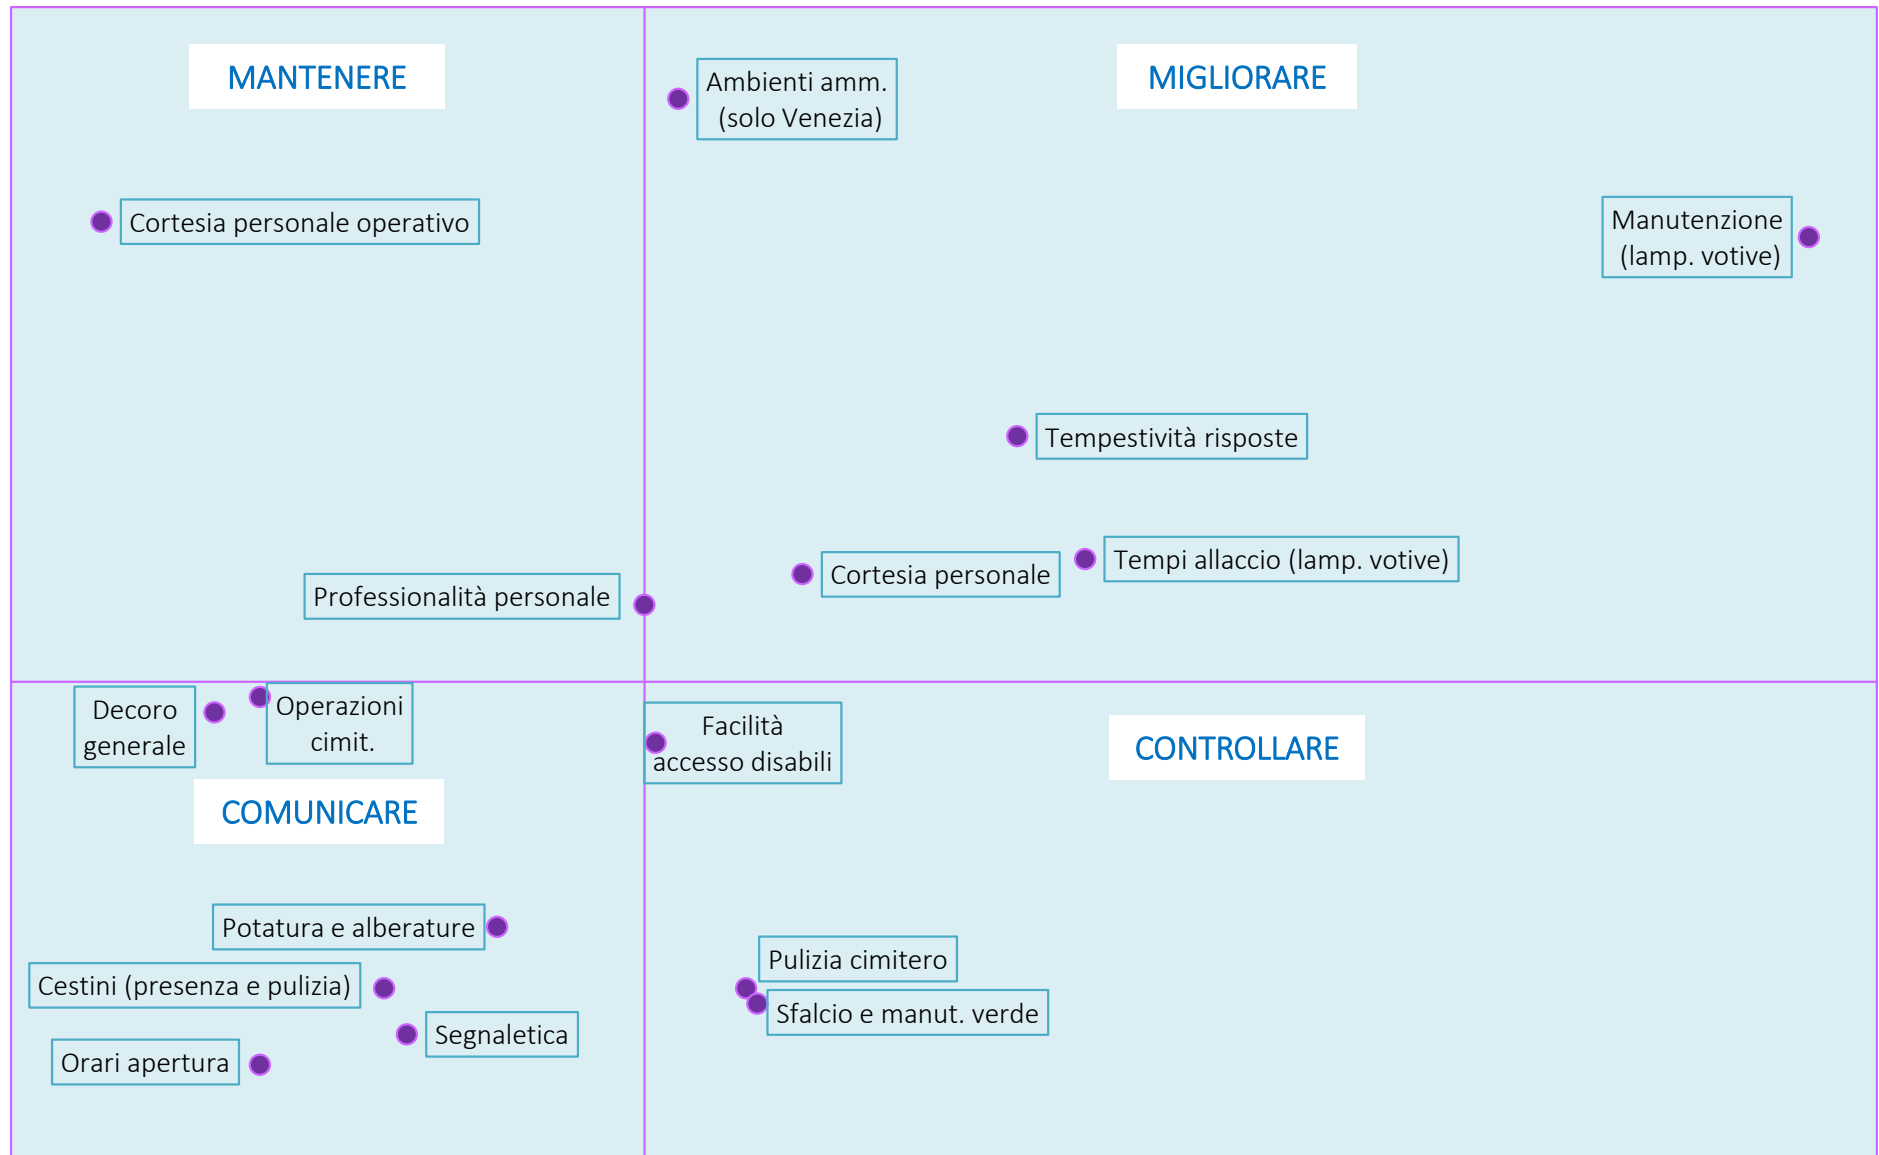 MANTENERE
Ambienti amm.
(solo Venezia)
MIGLIORARE
Cortesia personale operativo
Manutenzione
(lamp. votive)
Tempestività risposte
Tempi allaccio (lamp. votive)
Cortesia personale
Professionalità personale
Decoro
generale
Operazioni
cimit.
Facilità
accesso disabili
CONTROLLARE
COMUNICARE
Potatura e alberature
Cestini (presenza e pulizia)
Segnaletica
Orari apertura
Pulizia cimitero
Sfalcio e manut. verde